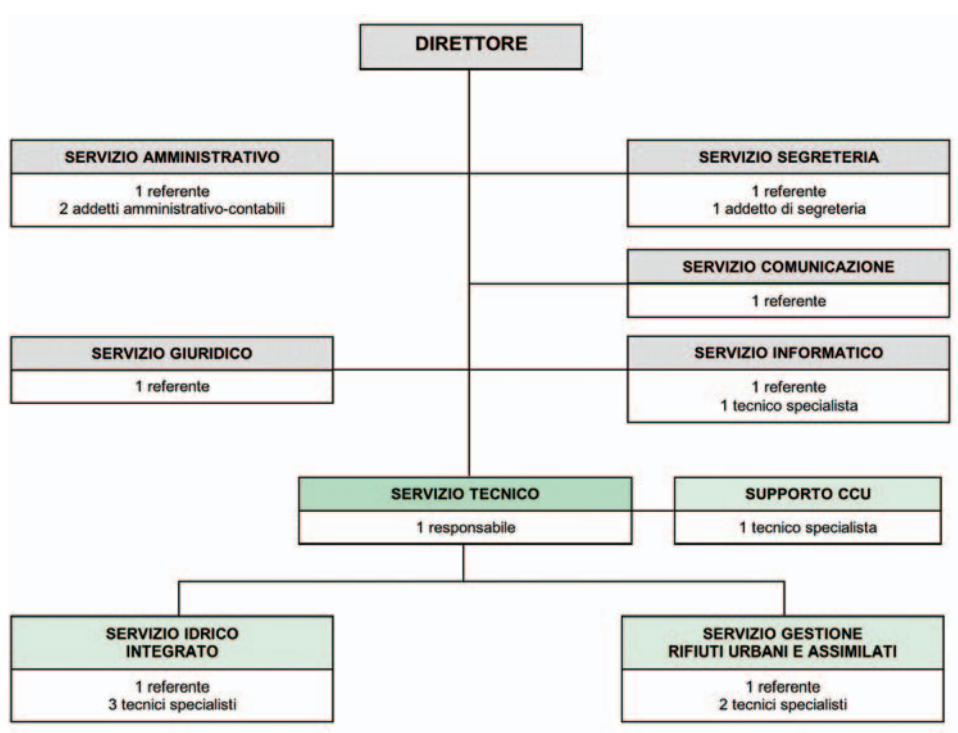 DIRETTORE
SERVIZIO AMMINISTRATIVO
1 referente
2 addetti amministrativo-contabili
SERVIZIO SEGRETERIA
1 referente
1 addetto di segreteria
SERVIZIO COMUNICAZIONE
1 referente
SERVIZIO GIURIDICO
1 referente
SERVIZIO INFORMATICO
1 referente
1 tecnico specialista
SERVIZIO TECNICO
1 responsabile
SUPPORTO CCU
1 tecnico specialista
SERVIZIO IDRICO
INTEGRATO
1 referente
3 tecnici specialisti
SERVIZIO GESTIONE
RIFIUTI URBANI E ASSIMILATI
1 referente
2 tecnici specialisti